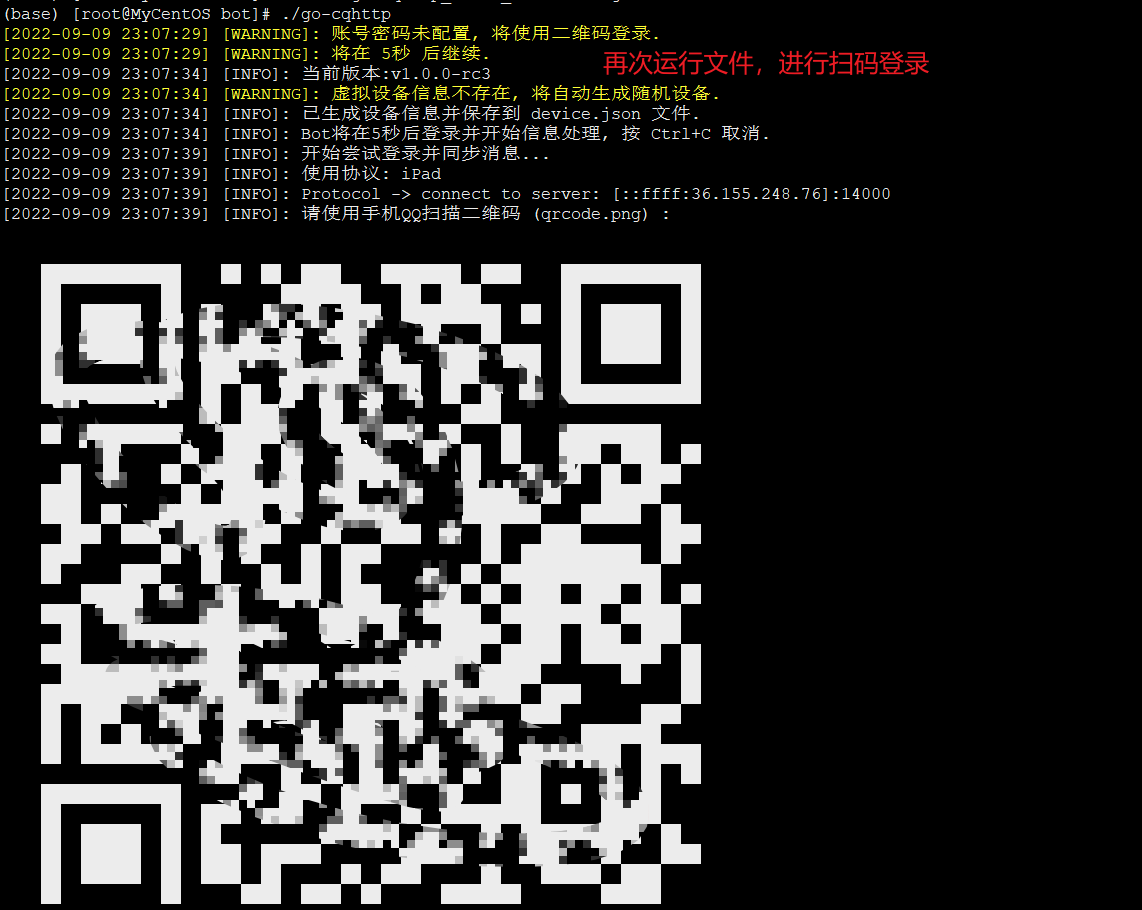 (base) [root@MyCentOS bot]# ./go-cqhttp
[2022-09-09 23:07:29] [WARNING]: 账号密码未配置, 将使用二维码登录.
[2022-09-09 23:07:29] [WARNING]: 将在 5秒 后继续.
再次运行文件，进行扫码登录
[2022-09-09 23:07:34] [INFO]: 当前版本:v1.0.0-rc3
[2022-09-09 23:07:34] [WARNING]: 虚拟设备信息不存在, 将自动生成随机设备.
[2022-09-09 23:07:34] [INFO]: 已生成设备信息并保存到 device.json 文件.
[2022-09-09 23:07:34] [INFO]: Bot将在5秒后登录并开始信息处理, 按 Ctrl+C 取消.
[2022-09-09 23:07:39] [INFO]: 开始尝试登录并同步消息...
[2022-09-09 23:07:39] [INFO]: 使用协议: iPad
[2022-09-09 23:07:39] [INFO]: Protocol -> connect to server: [::ffff:36.155.248.76]:14000
[2022-09-09 23:07:39] [INFO]: 请使用手机QQ扫描二维码 (qrcode.png) :